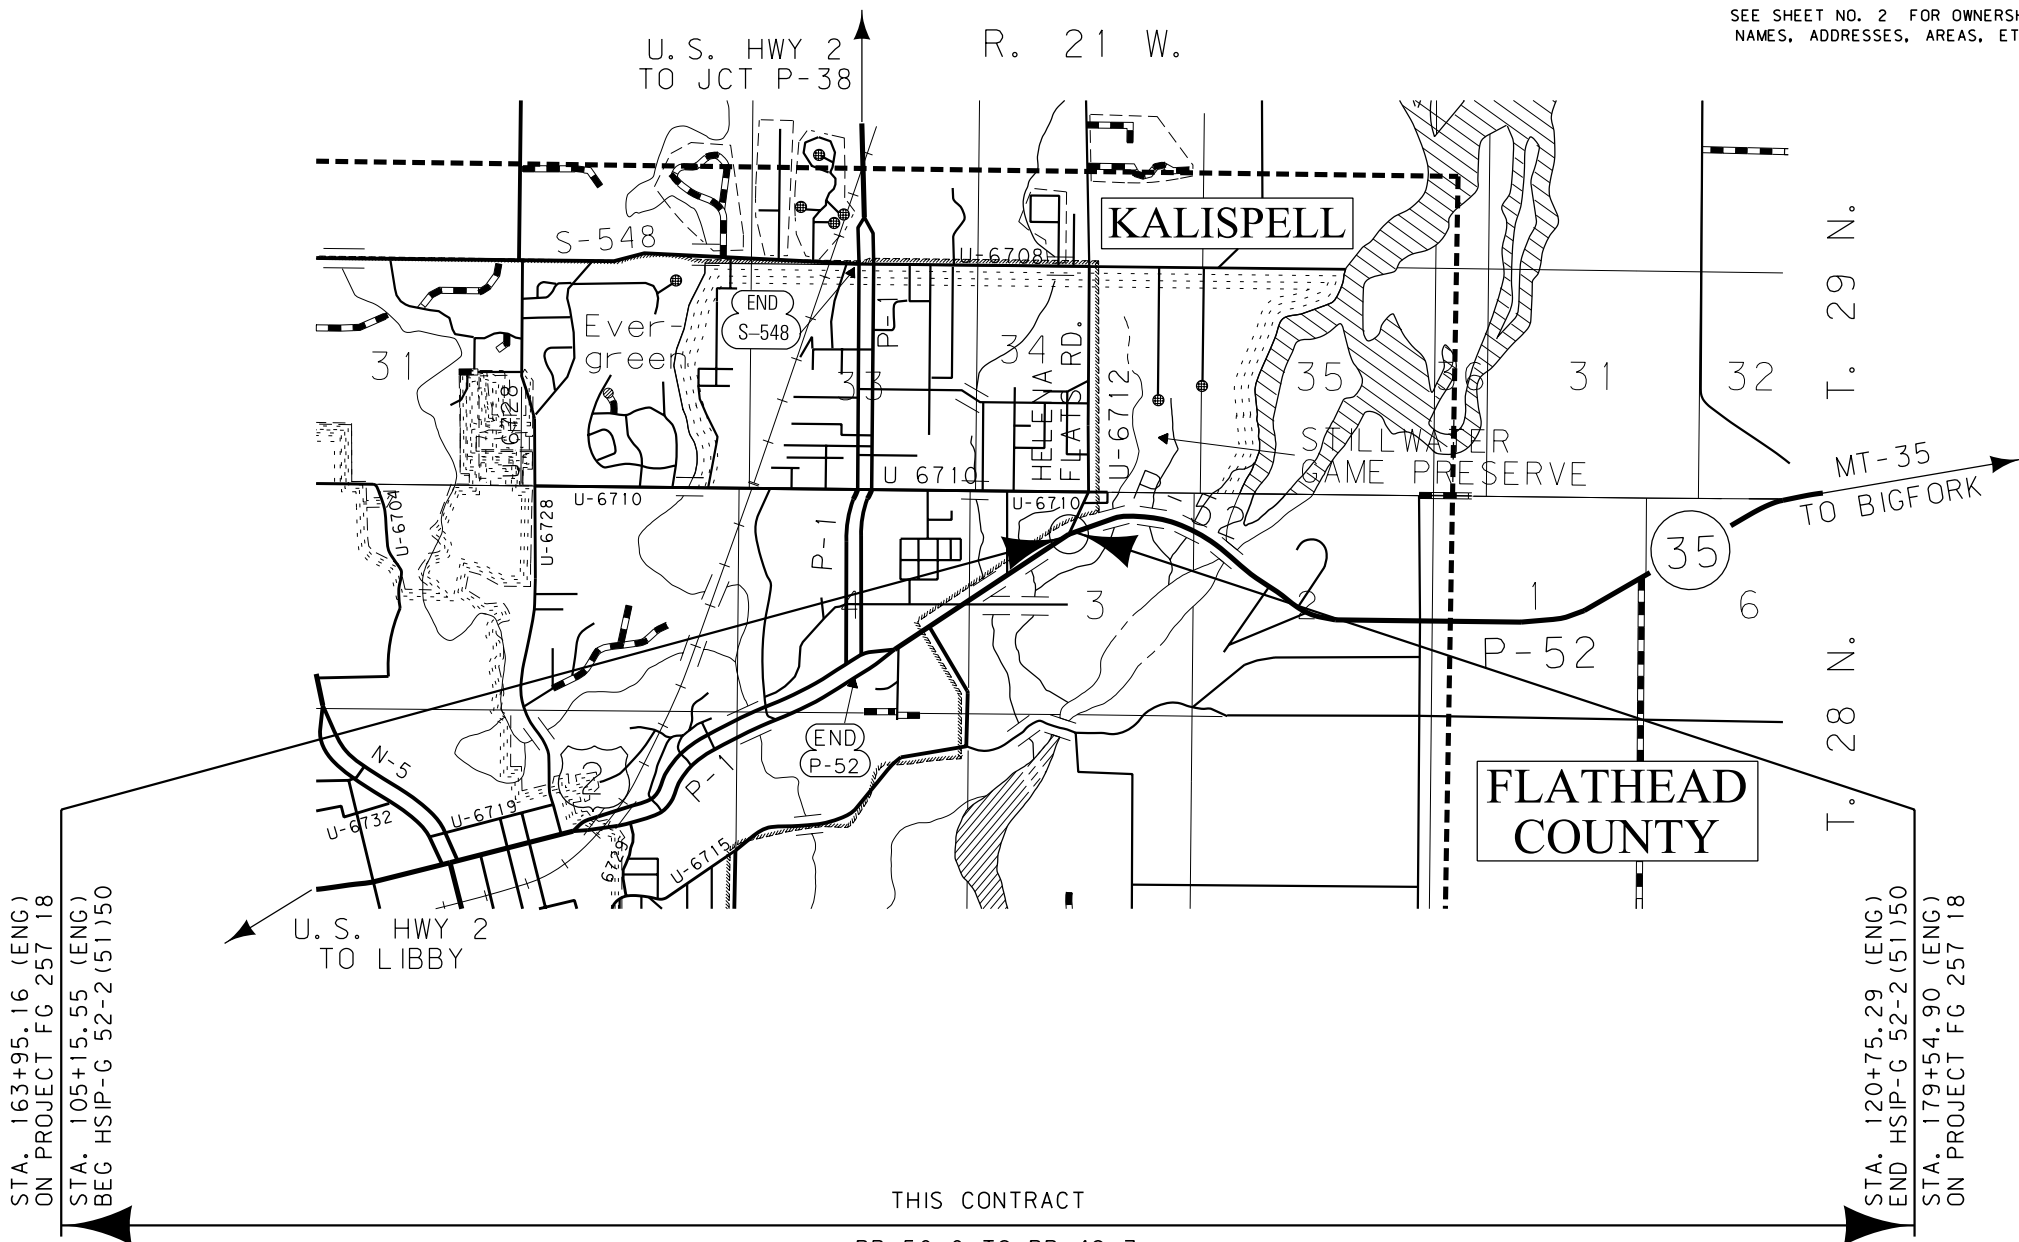 SEE SHEET NO. 2 FOR OWNERSH
NAMES, ADDRESSES, AREAS, ET
U.S. HWY 2
TO JCT P-38
R. 21 W.
KALISPELL
S-548
U-6708
T. 29 N.
END
S-548
P-1
Ever-
green
31
33
34
35
36
31
32
HELENA
FLATS RD.
U-6712
U-6728
STILLWATER
GAME PRESERVE
MT-35
TO BIGFORK
U-6710
U 6710
U-6710
U-6704
U-6728
P-1
52
35
3
2
1
6
P-52
T. 28 N.
END
P-52
N-5
2
P-1
U-6719
U-6732
6729
U-6715
FLATHEAD
COUNTY
U.S. HWY 2
TO LIBBY
STA. 163+95.16 (ENG)
ON PROJECT FG 257 18
STA. 105+15.55 (ENG)
BEG HSIP-G 52-2(51)50
STA. 120+75.29 (ENG)
END HSIP-G 52-2(51)50
STA. 179+54.90 (ENG)
ON PROJECT FG 257 18
THIS CONTRACT